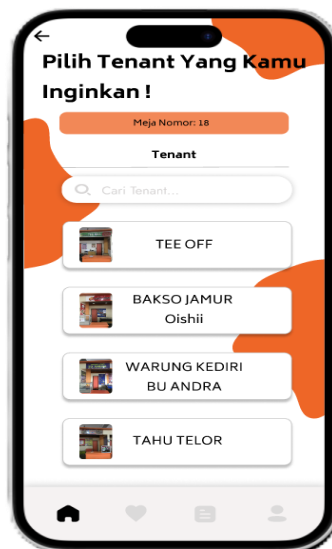 Pilih Tenant Yang Kamu
Inginkan !
Meja Nomor: 18
Tenant
Cari Tenant...
TEE OFF
BAKSO JAMUR
Oishii
WARUNG KEDIRI
BU ANDRA
TAHU TELOR